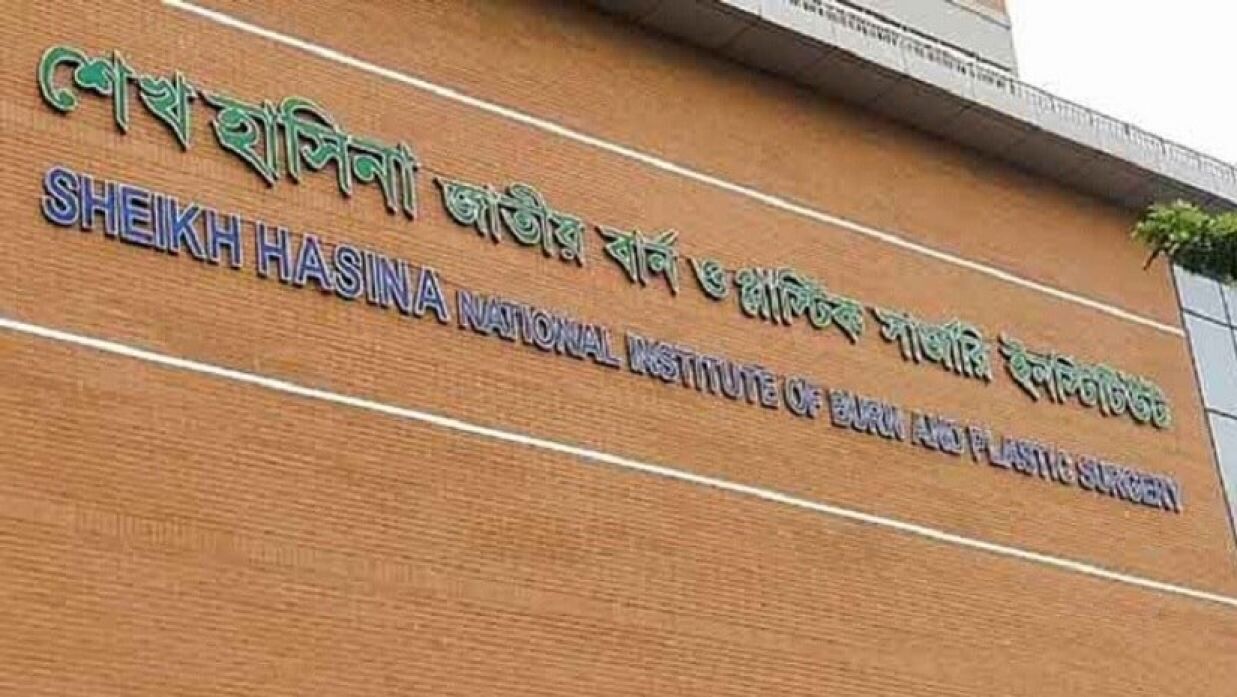 শেখ হাসিনা জাতীয় বার্ন ও প্লাস্টিক সার্জারি ইনস্টিটিউট
SHEIKH HASINA NATIONAL INSTITUTE OF BURN AND PLASTIC SURGERY